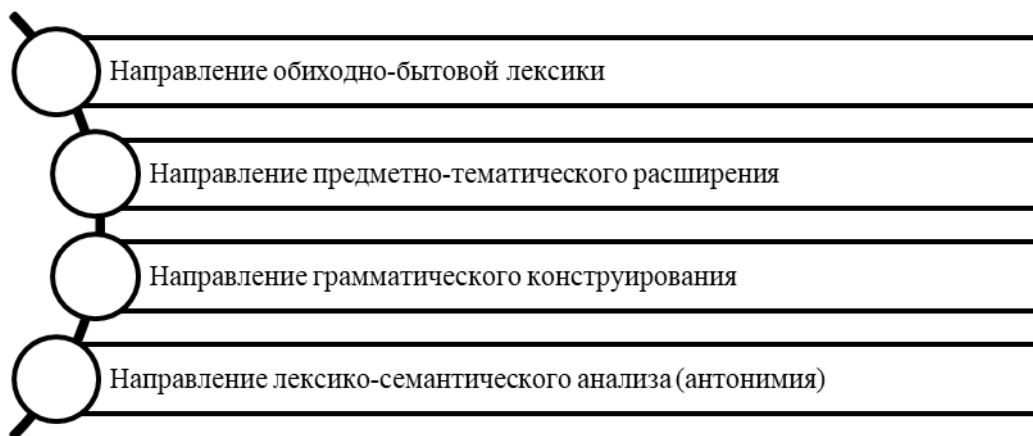 Направление обиходно-бытовой лексики
Направление предметно-тематического расширения
Направление грамматического конструирования
Направление лексико-семантического анализа (антонимия)